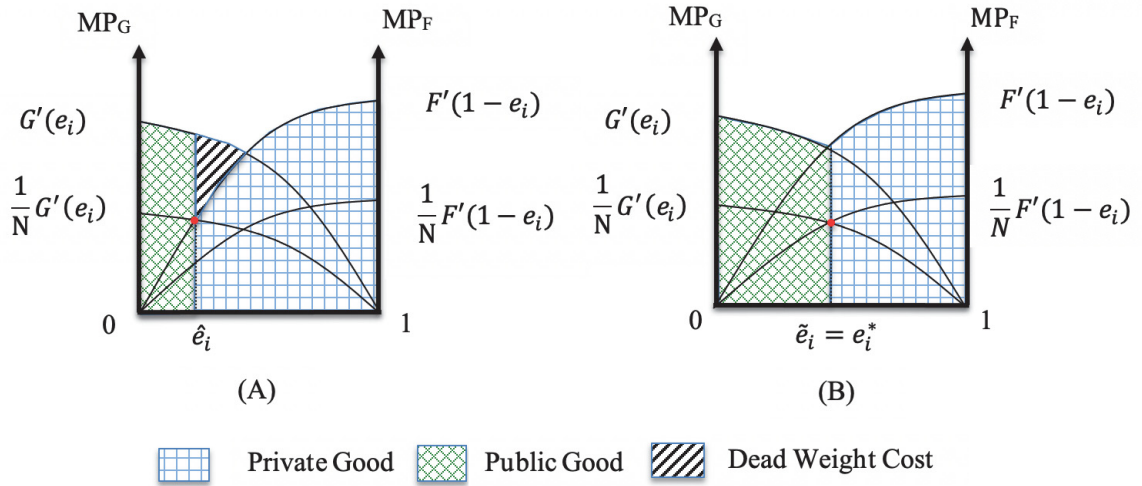 MP_G MP_F MP_G MP_F
G′(e_i) F′(1 − e_i) G′(e_i) F′(1 − e_i)
1/N G′(e_i) 1/N F′(1 − e_i) 1/N G′(e_i) 1/N F′(1 − e_i)
0 ê_i 1 0 ẽ_i = e_i^* 1
(A) (B)
Private Good Public Good Dead Weight Cost